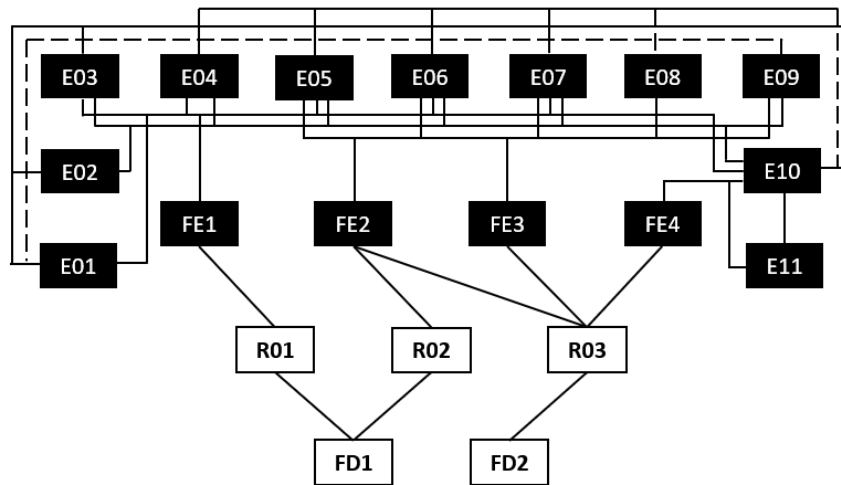 E03 E04 E05 E06 E07 E08 E09
E02 E10
FE1 FE2 FE3 FE4
E01 E11
R01 R02 R03
FD1 FD2